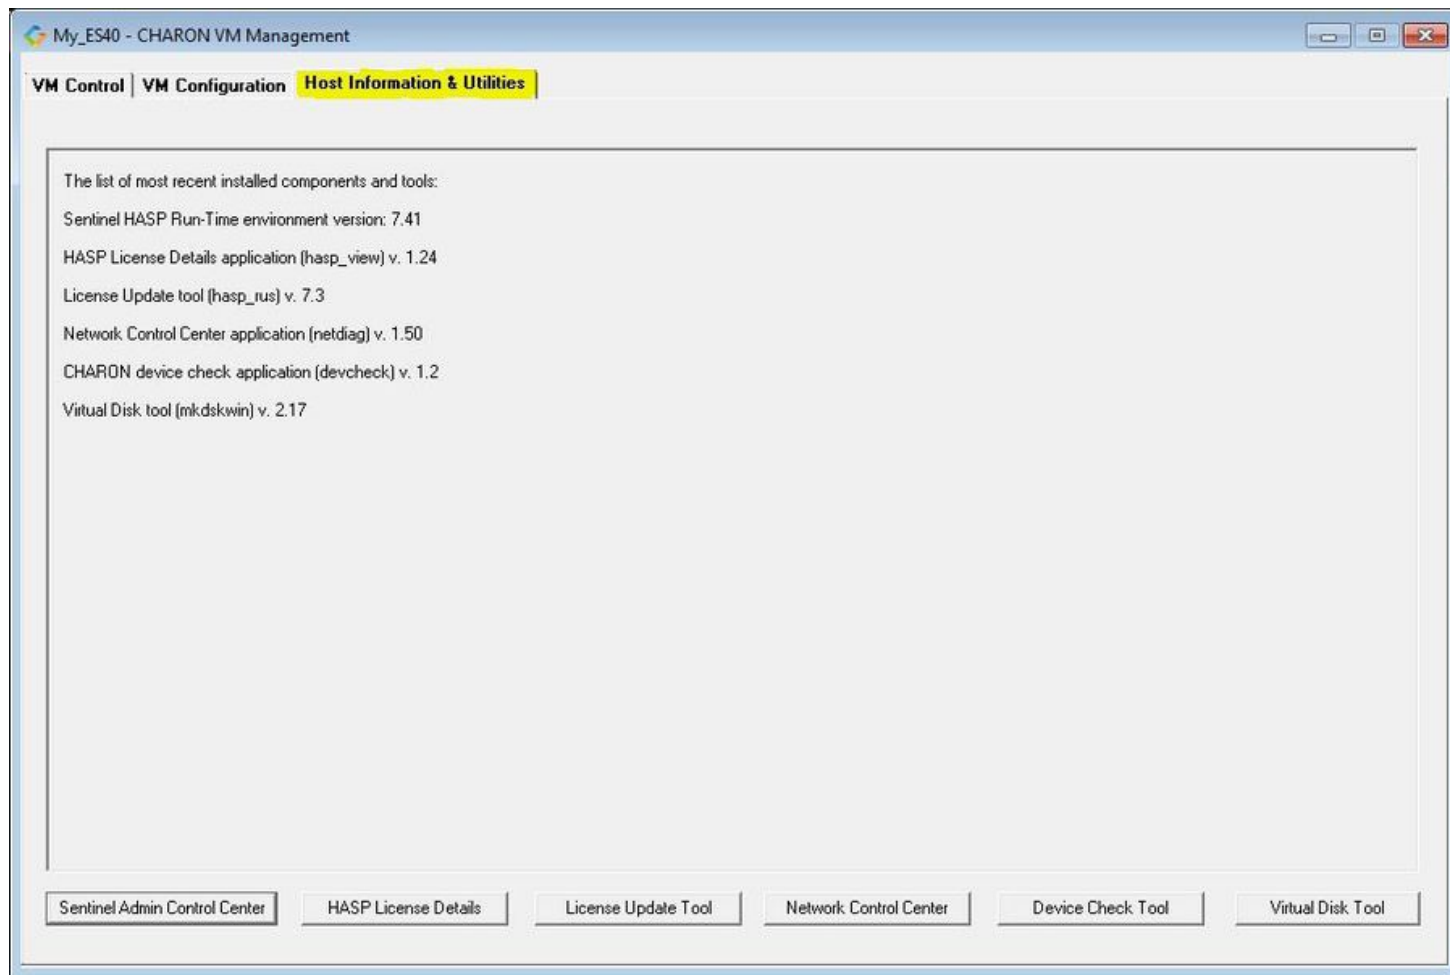 My_ES40 - CHARON VM Management
VM Control VM Configuration Host Information & Utilities
The list of most recent installed components and tools:
Sentinel HASP Run-Time environment version: 7.41
HASP License Details application (hasp_view) v. 1.24
License Update tool (hasp_rus) v. 7.3
Network Control Center application (netdiag) v. 1.50
CHARON device check application (devcheck) v. 1.2
Virtual Disk tool (mkdskwin) v. 2.17
Sentinel Admin Control Center HASP License Details License Update Tool Network Control Center Device Check Tool Virtual Disk Tool